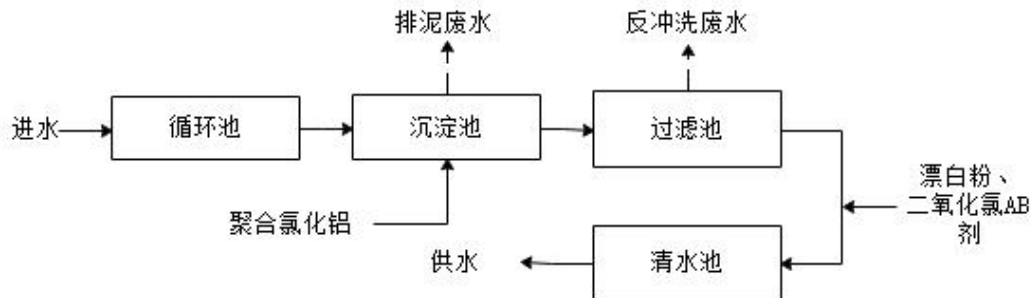 排泥废水
反冲洗废水
进水
循环池
沉淀池
过滤池
漂白粉、
二氧化氯AB
剂
聚合氯化铝
供水
清水池